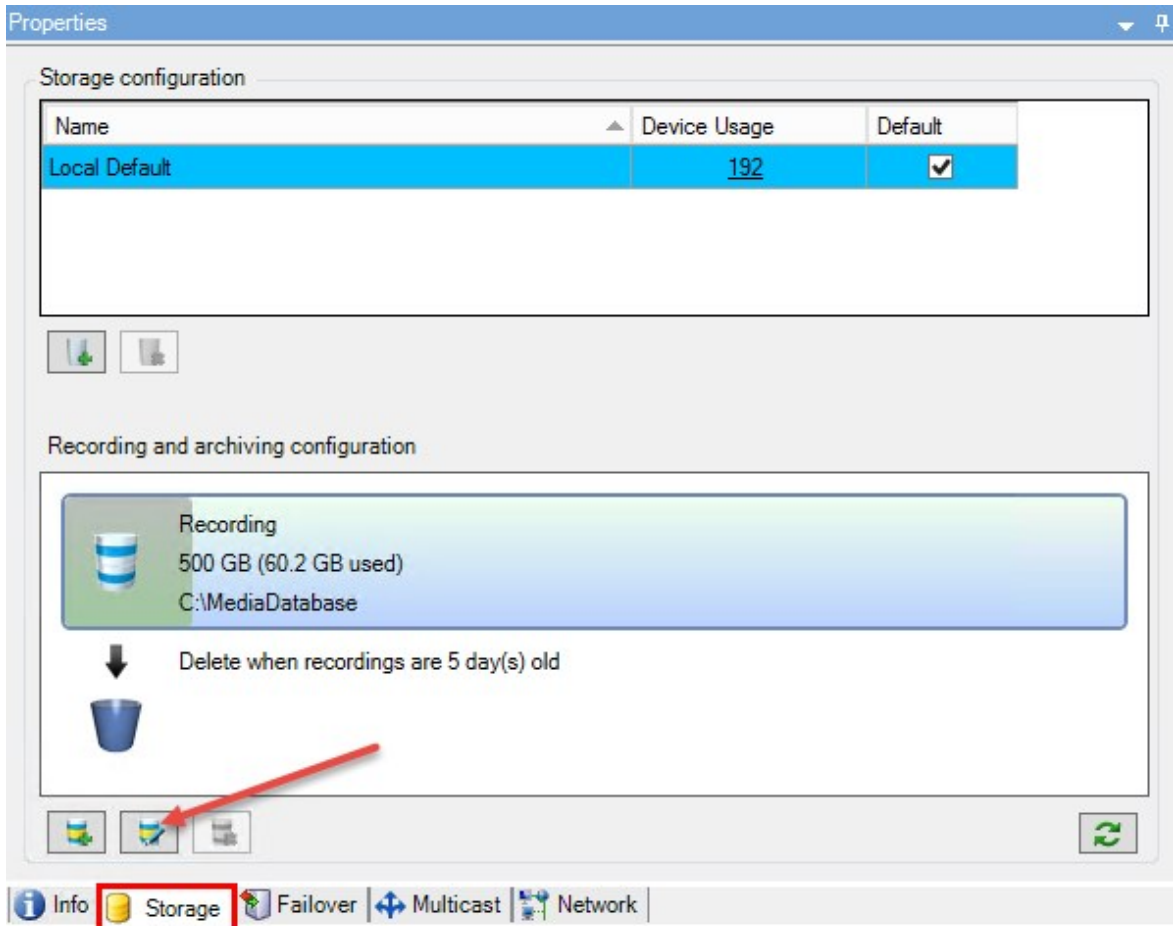 Properties
Storage configuration
Name Device Usage Default
Local Default 192
Recording and archiving configuration
Recording
500 GB (60.2 GB used)
C:\MediaDatabase
Delete when recordings are 5 day(s) old
Info Storage Failover Multicast Network